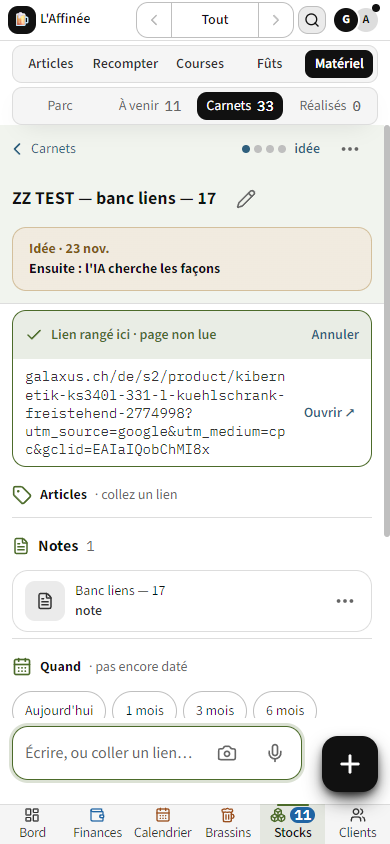 L'Affinée
Tout
G
A
Articles
Recompter
Courses
Fûts
Matériel
Parc
À venir 11
Carnets 33
Réalisés 0
Carnets
idée
ZZ TEST — banc liens — 17
Idée · 23 nov.
Ensuite : l'IA cherche les façons
Lien rangé ici · page non lue
Annuler
galaxus.ch/de/s2/product/kibern
etik-ks340l-331-l-kuehlschrank-
freistehend-2774998?
utm_source=google&utm_medium=cp
c&gclid=EAIaIQobChMI8x
Ouvrir ↗
Articles · collez un lien
Notes 1
Banc liens — 17
note
Quand · pas encore daté
Aujourd'hui
1 mois
3 mois
6 mois
Écrire, ou coller un lien…
Bord
Finances
Calendrier
Brassins
11
Stocks
Clients